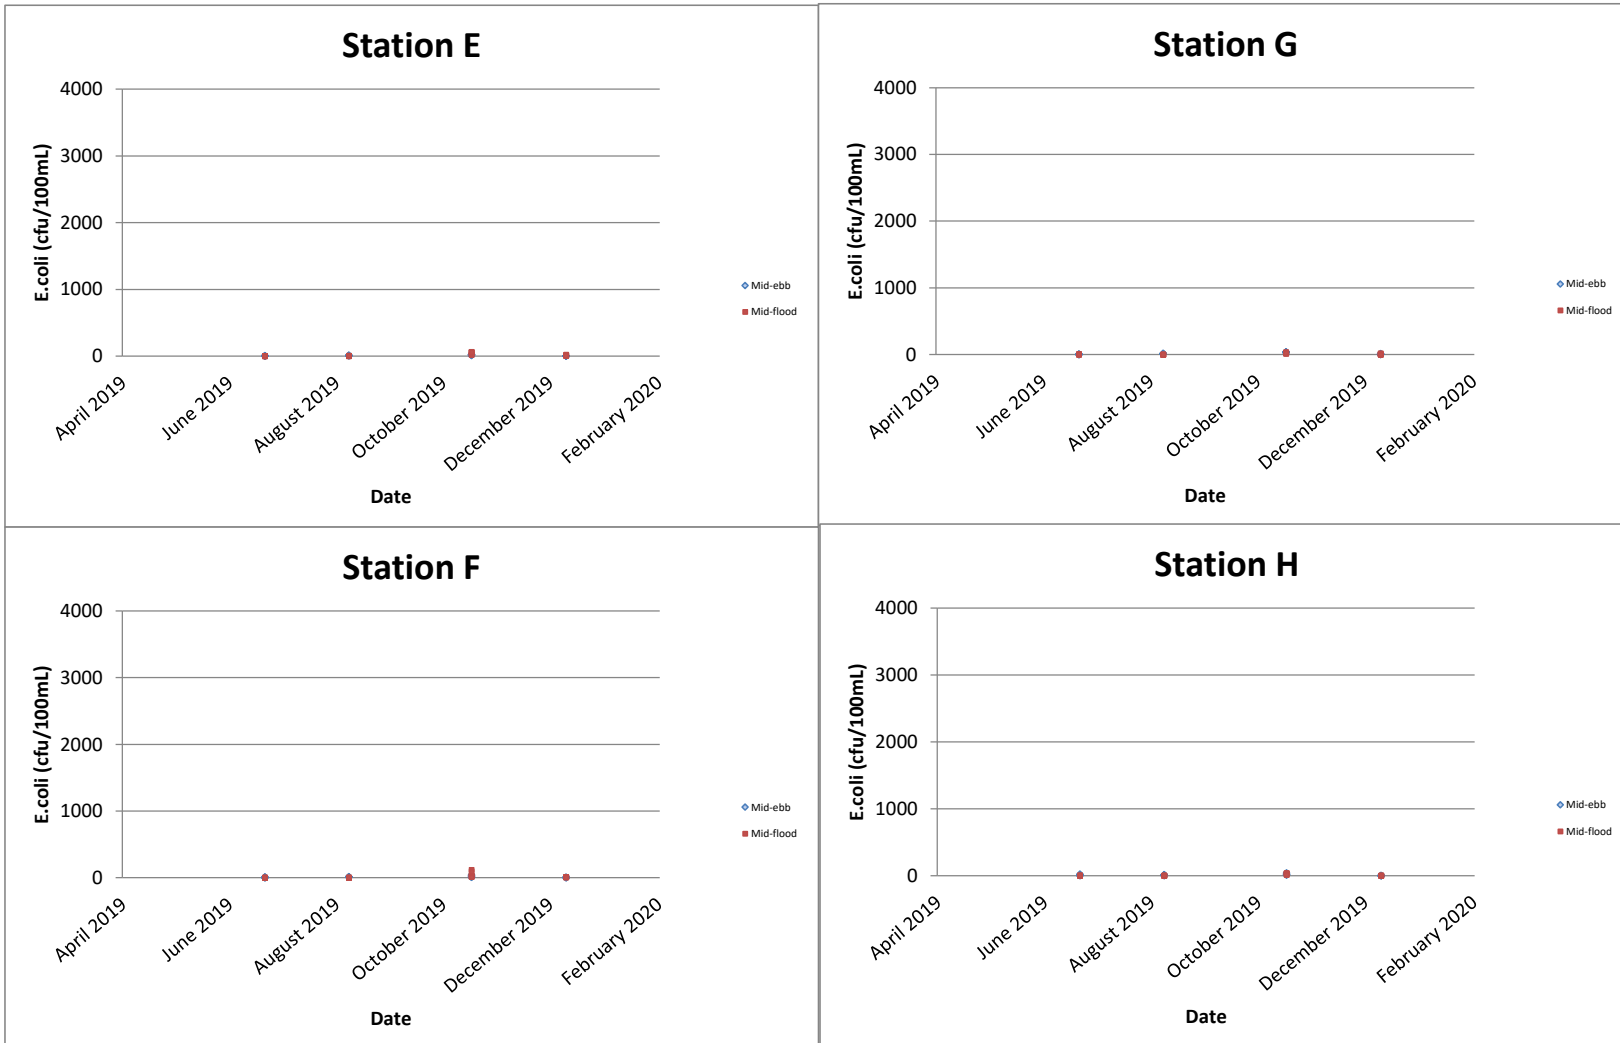 Station E
4000
3000
2000
1000
0
E.coli (cfu/100mL)
April 2019
June 2019
August 2019
October 2019
December 2019
February 2020
Date
Mid-ebb
Mid-flood
Station G
4000
3000
2000
1000
0
E.coli (cfu/100mL)
April 2019
June 2019
August 2019
October 2019
December 2019
February 2020
Date
Mid-ebb
Mid-flood
Station F
4000
3000
2000
1000
0
E.coli (cfu/100mL)
April 2019
June 2019
August 2019
October 2019
December 2019
February 2020
Date
Mid-ebb
Mid-flood
Station H
4000
3000
2000
1000
0
E.coli (cfu/100mL)
April 2019
June 2019
August 2019
October 2019
December 2019
February 2020
Date
Mid-ebb
Mid-flood